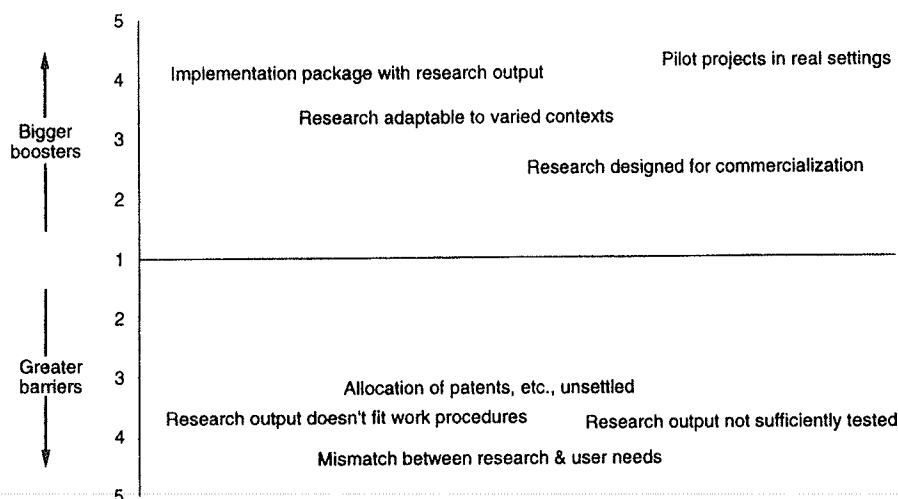 5
Pilot projects in real settings
Implementation package with research output
4
Research adaptable to varied contexts
Bigger
boosters
3
Research designed for commercialization
2
1
2
Greater
barriers
3
Allocation of patents, etc., unsettled
Research output doesn't fit work procedures
Research output not sufficiently tested
4
Mismatch between research & user needs
5